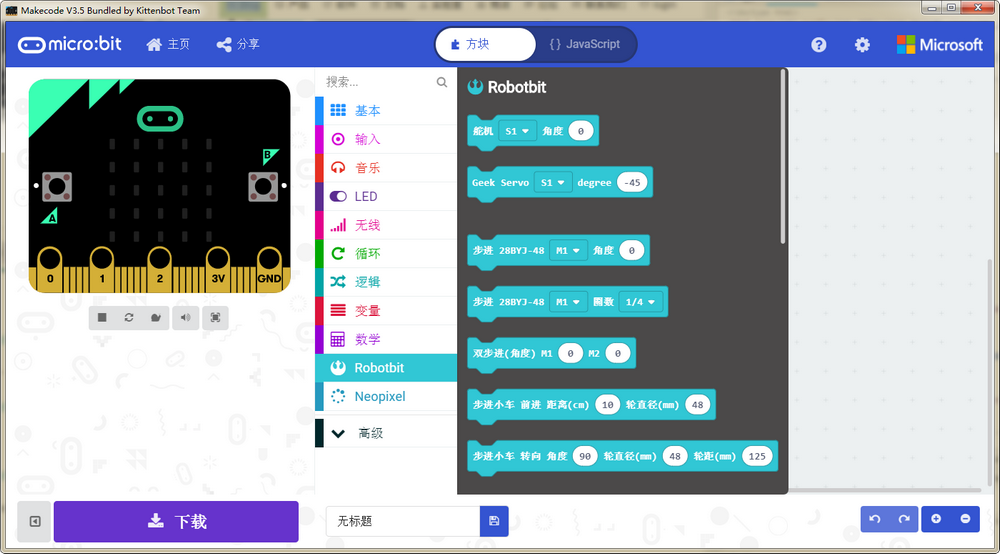 Makecode V3.5 Bundled by Kittenbot Team
micro:bit
主页
分享
方块
{ } JavaScript
Microsoft
搜索...
基本
输入
音乐
LED
无线
循环
逻辑
变量
数学
Robotbit
Neopixel
高级
A
B
0 1 2 3V GND
Robotbit
舵机 S1 角度 0
Geek Servo S1 degree -45
步进 28BYJ-48 M1 角度 0
步进 28BYJ-48 M1 圈数 1/4
双步进(角度) M1 0 M2 0
步进小车 前进 距离(cm) 10 轮直径(mm) 48
步进小车 转向 角度 90 轮直径(mm) 48 轮距(mm) 125
下载
无标题